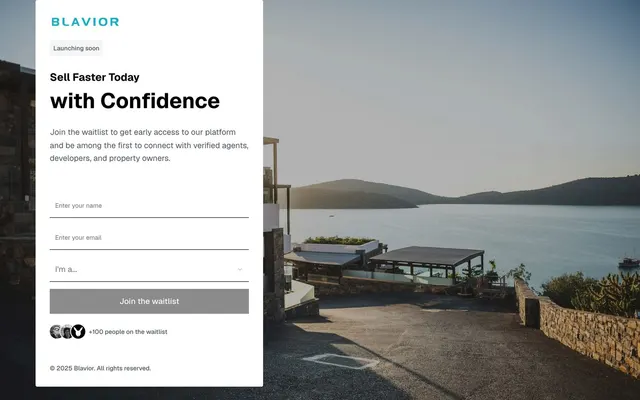 BLAVIOR
Launching soon
Sell Faster Today
with Confidence
Join the waitlist to get early access to our platform
and be among the first to connect with verified agents,
developers, and property owners.
Enter your name
Enter your email
I'm a...
Join the waitlist
+100 people on the waitlist
© 2025 Blavior. All rights reserved.